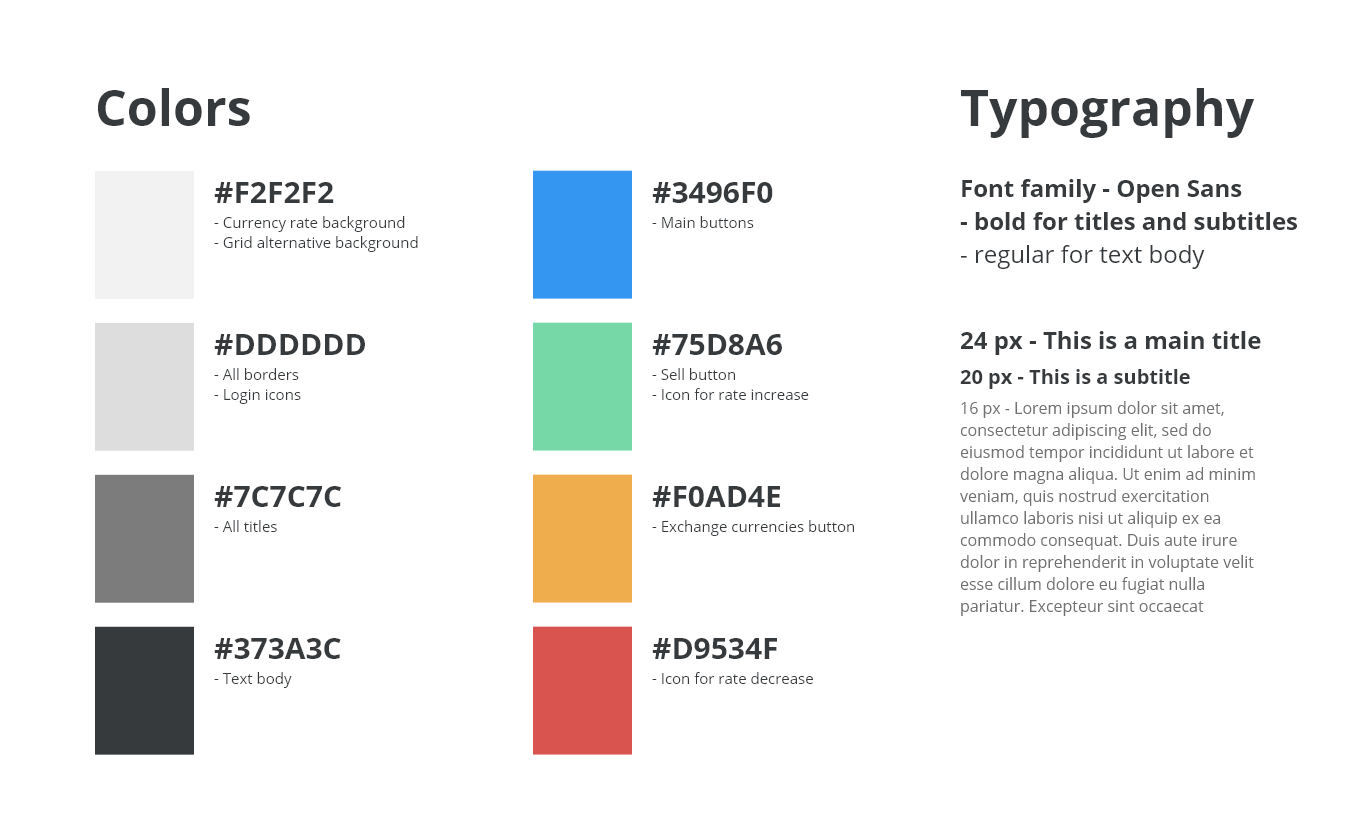 Colors
#F2F2F2
- Currency rate background
- Grid alternative background
#DDDDDD
- All borders
- Login icons
#7C7C7C
- All titles
#373A3C
- Text body
#3496F0
- Main buttons
#75D8A6
- Sell button
- Icon for rate increase
#F0AD4E
- Exchange currencies button
#D9534F
- Icon for rate decrease
Typography
Font family - Open Sans
- bold for titles and subtitles
- regular for text body
24 px - This is a main title
20 px - This is a subtitle
16 px - Lorem ipsum dolor sit amet,
consectetur adipiscing elit, sed do
eiusmod tempor incididunt ut labore et
dolore magna aliqua. Ut enim ad minim
veniam, quis nostrud exercitation
ullamco laboris nisi ut aliquip ex ea
commodo consequat. Duis aute irure
dolor in reprehenderit in voluptate velit
esse cillum dolore eu fugiat nulla
pariatur. Excepteur sint occaecat